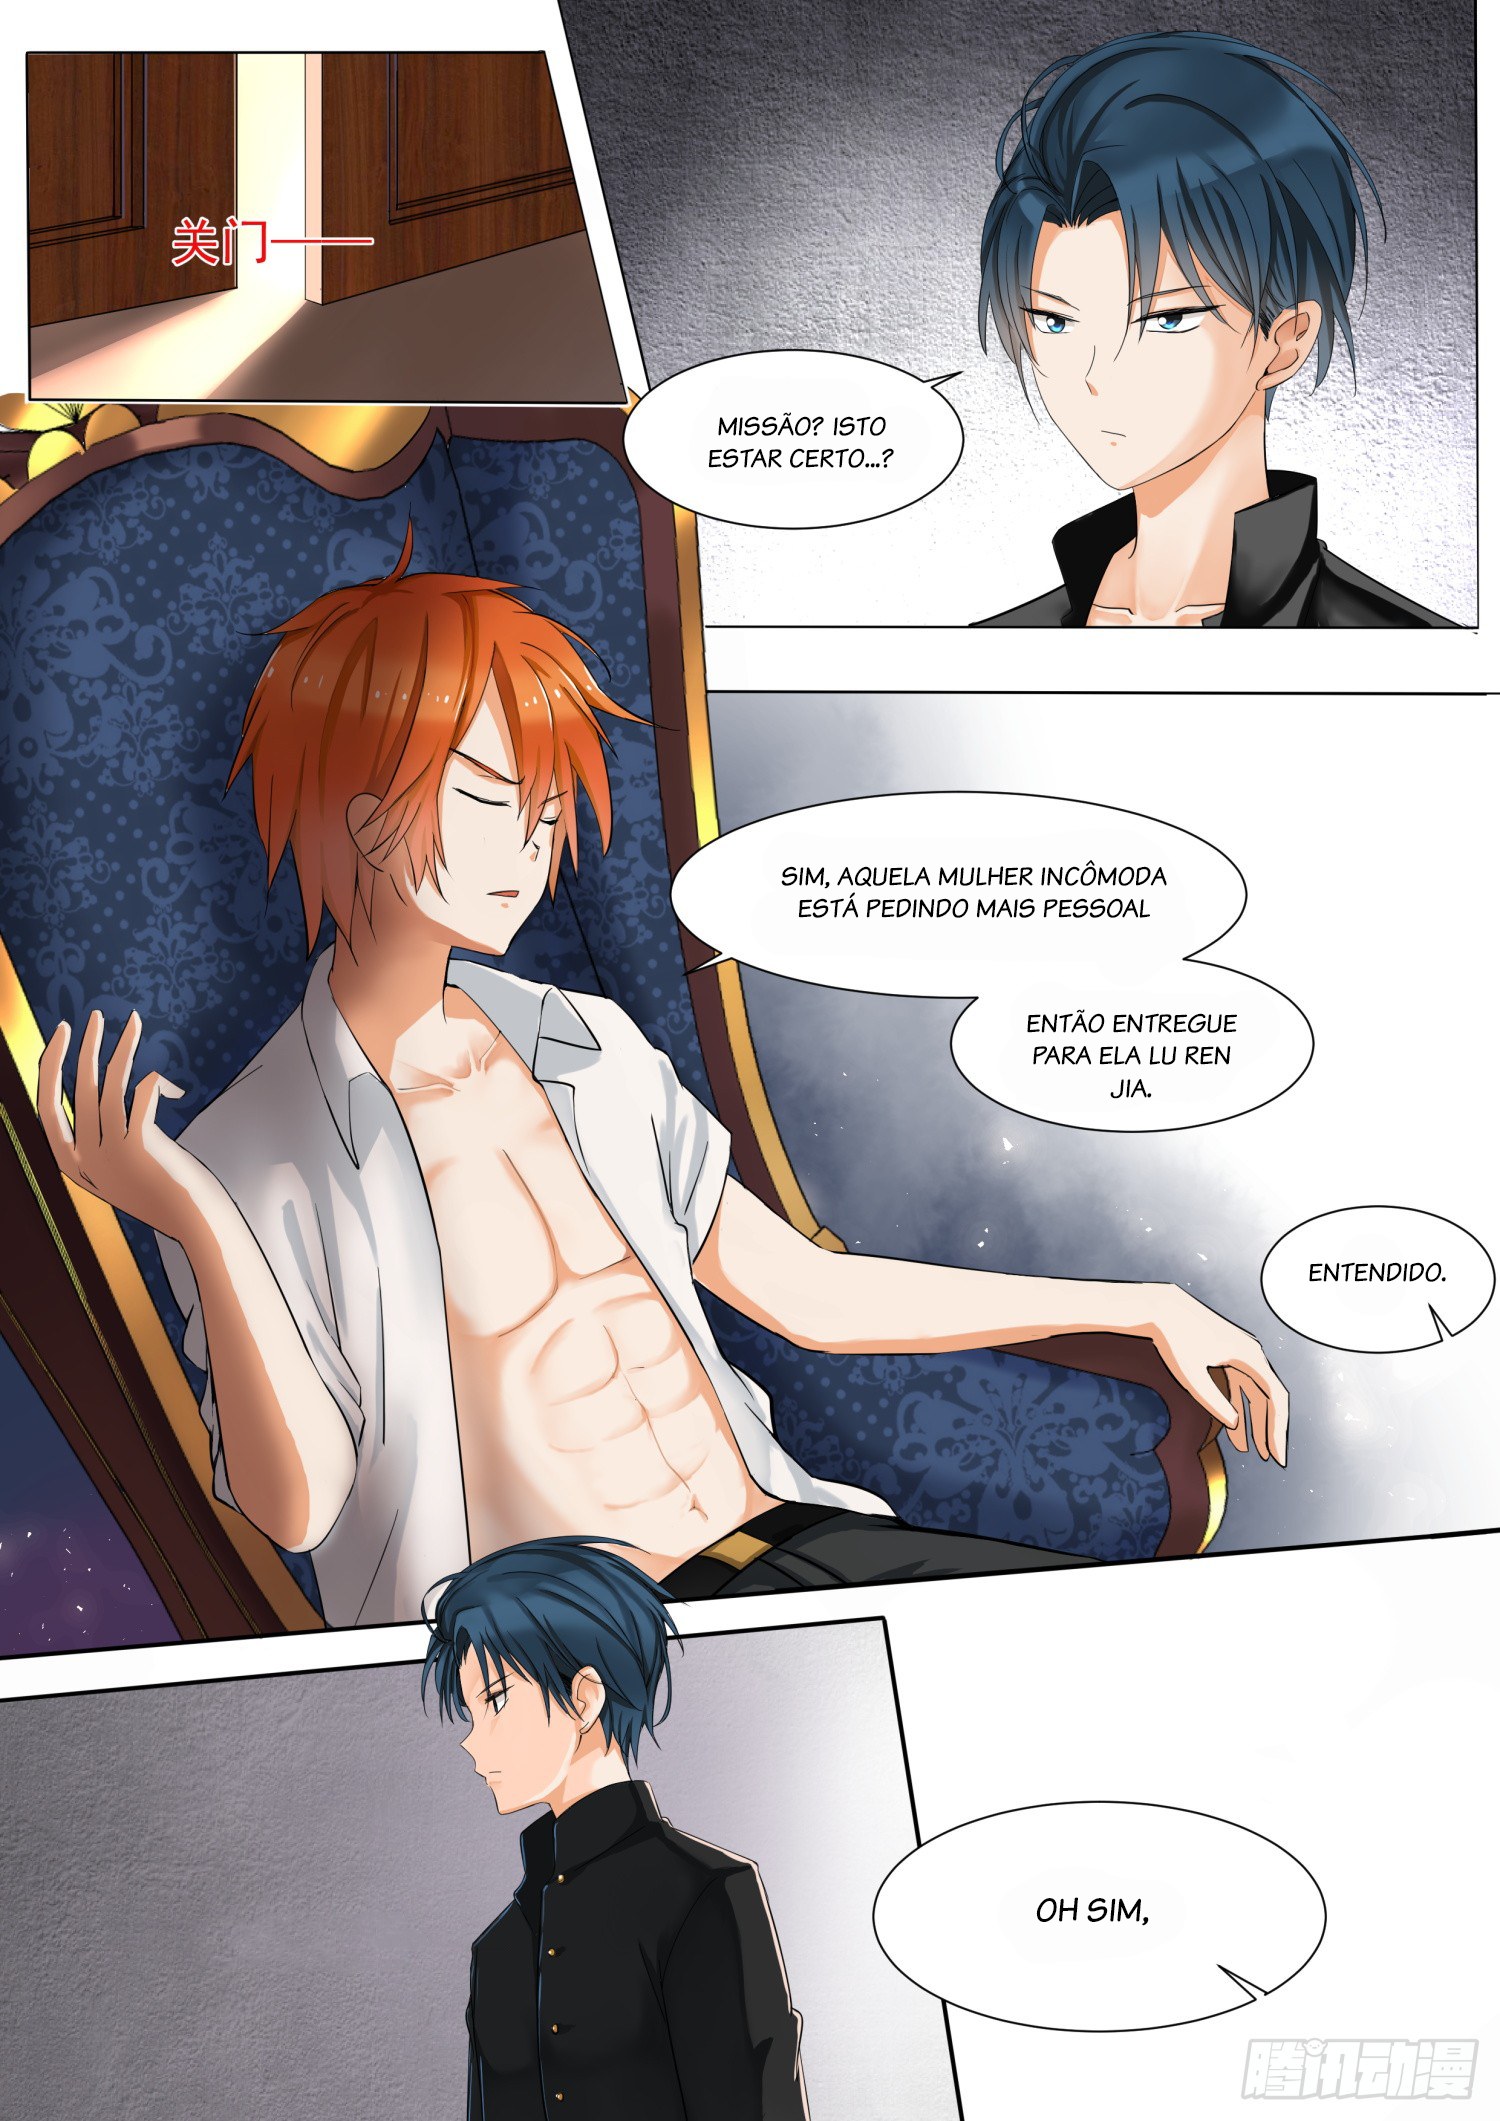 关门——
MISSÃO? ISTO
ESTAR CERTO...?
SIM, AQUELA MULHER INCÔMODA
ESTÁ PEDINDO MAIS PESSOAL
ENTÃO ENTREGUE
PARA ELA LU REN
JIA.
ENTENDIDO.
OH SIM,
腾讯动漫